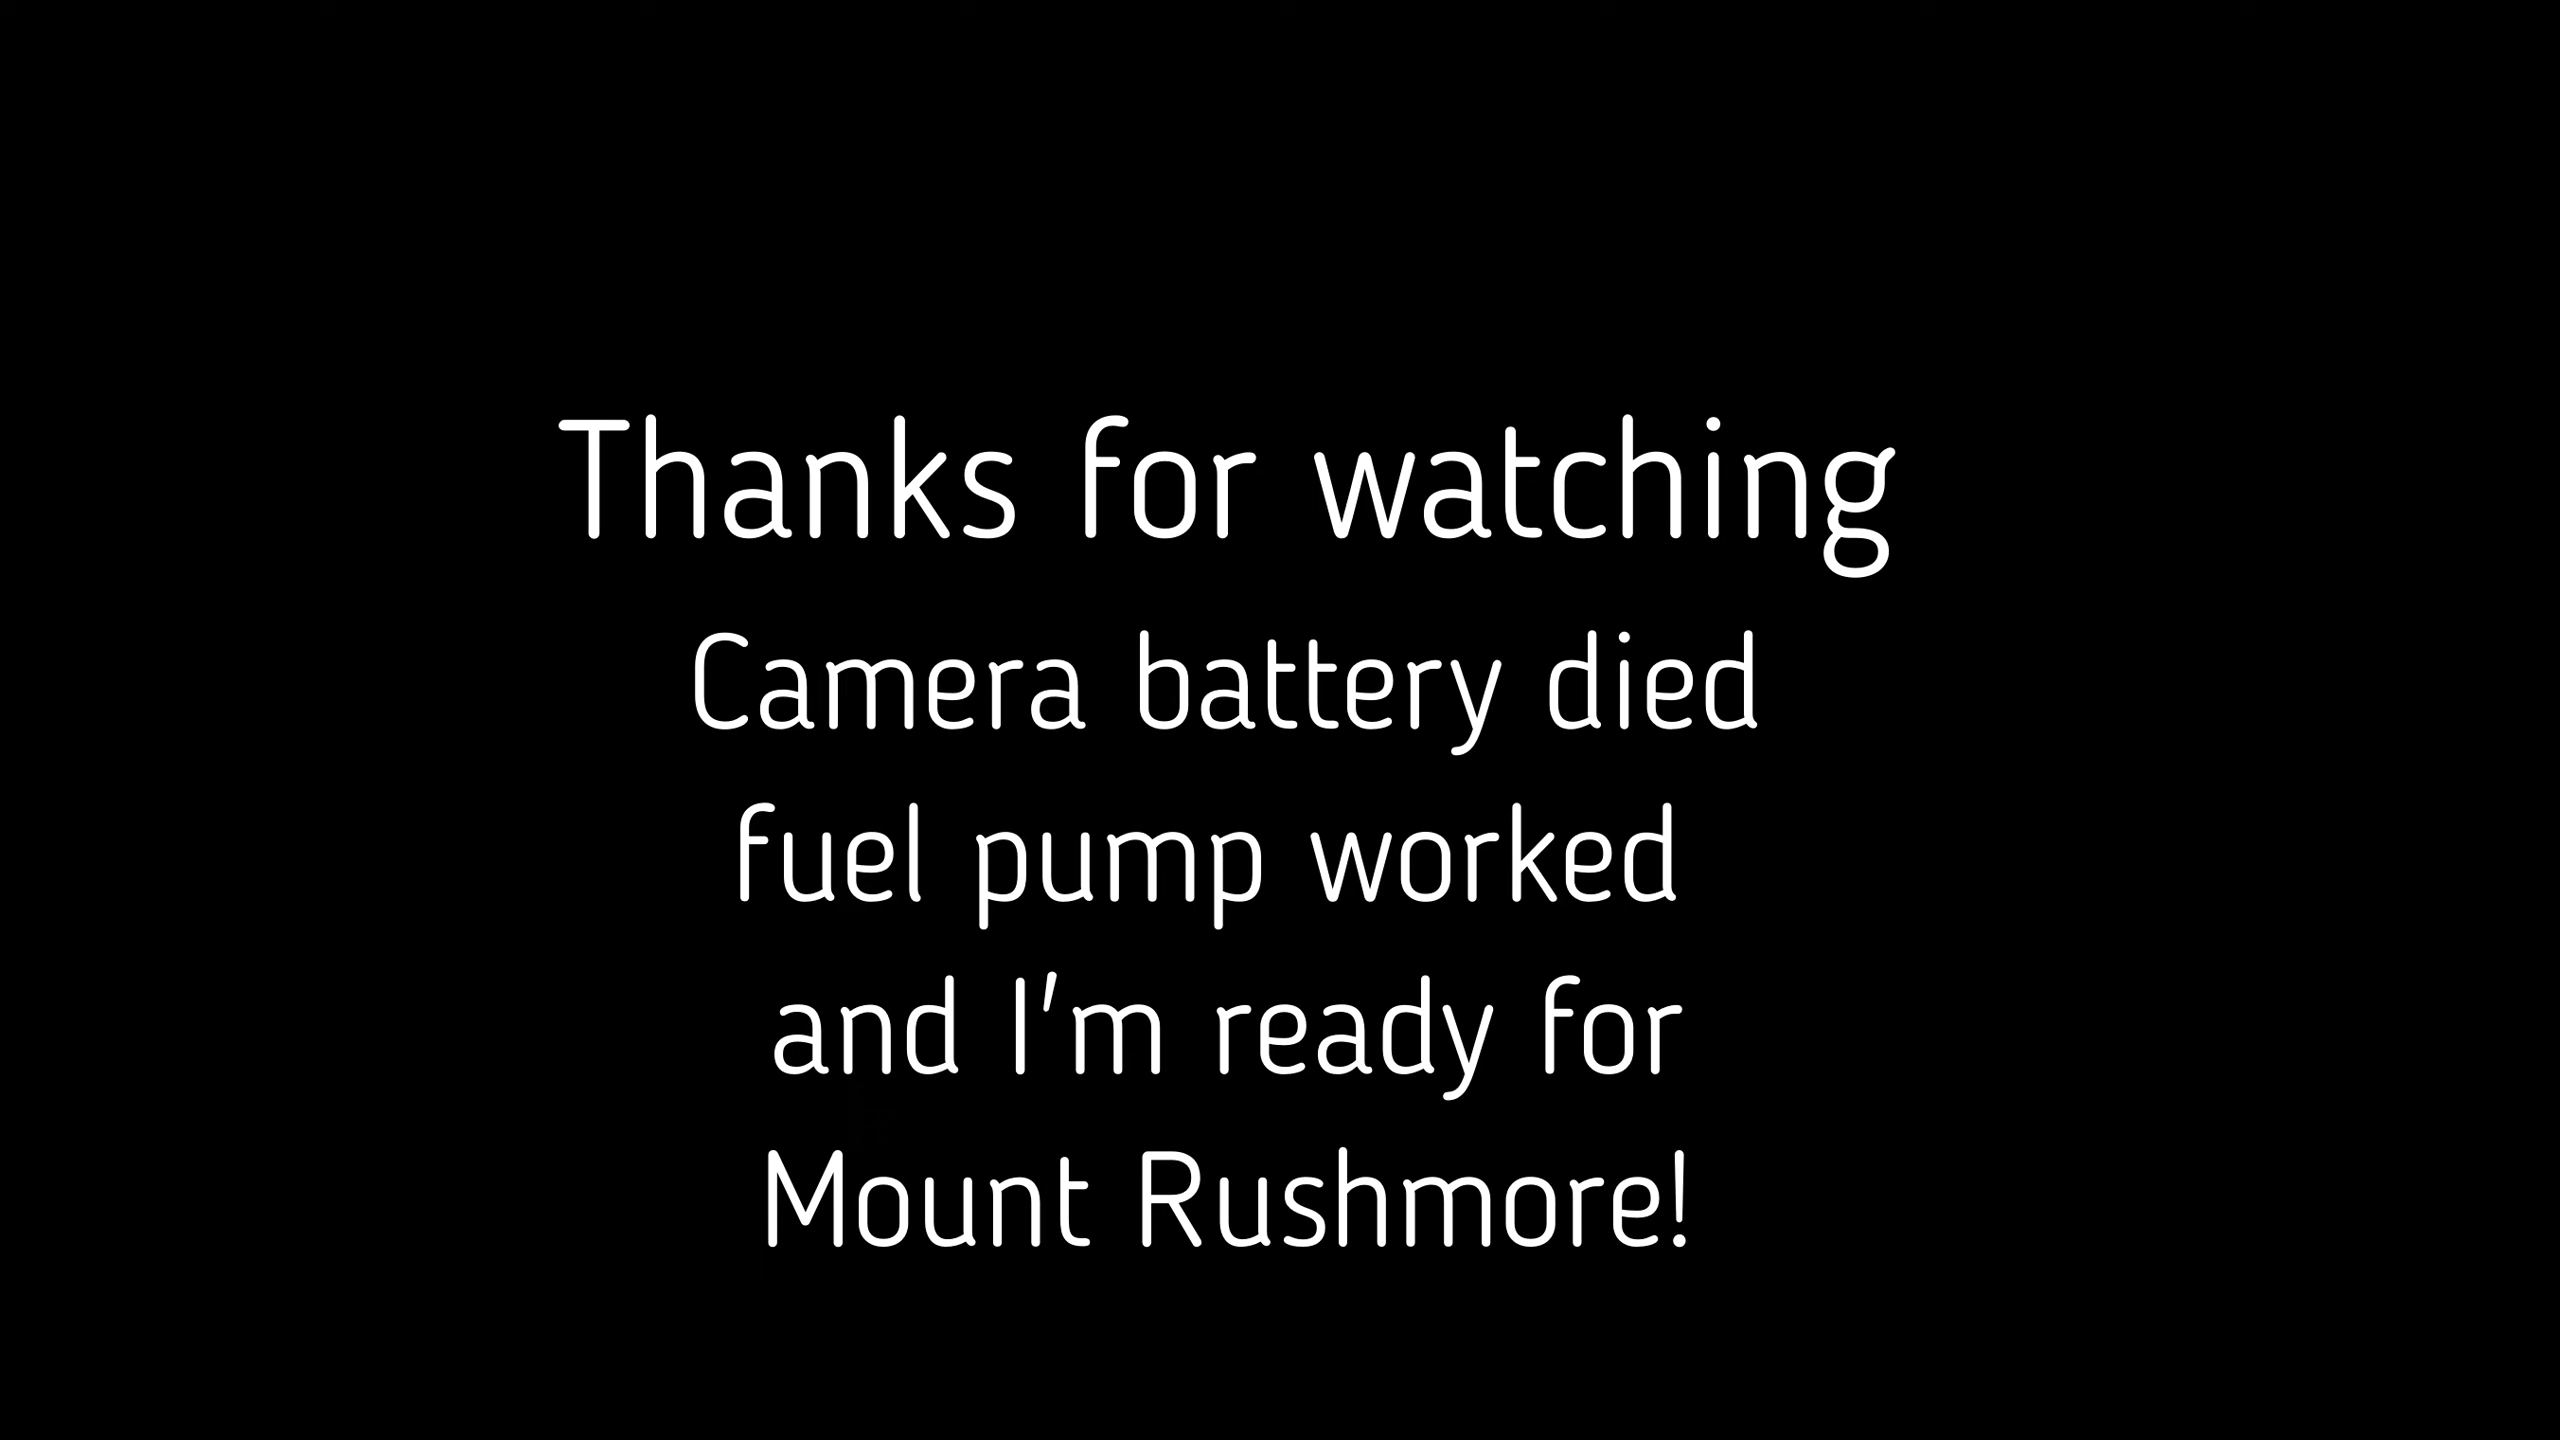 Thanks for watching
Camera battery died
fuel pump worked
and I'm ready for
Mount Rushmore!